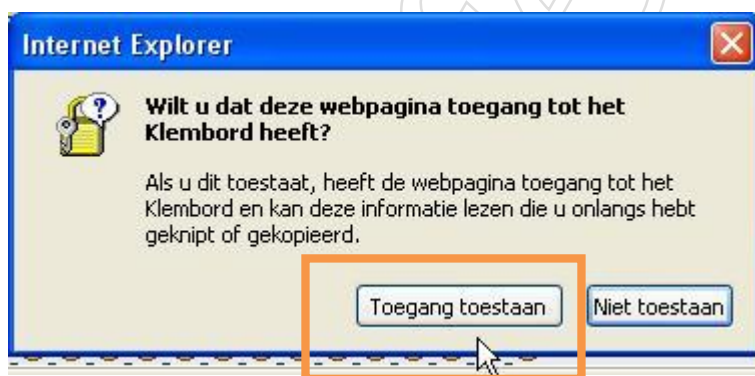 Internet Explorer
Wilt u dat deze webpagina toegang tot het
Klembord heeft?
Als u dit toestaat, heeft de webpagina toegang tot het
Klembord en kan deze informatie lezen die u onlangs hebt
geknipt of gekopieerd.
Toegang toestaan Niet toestaan